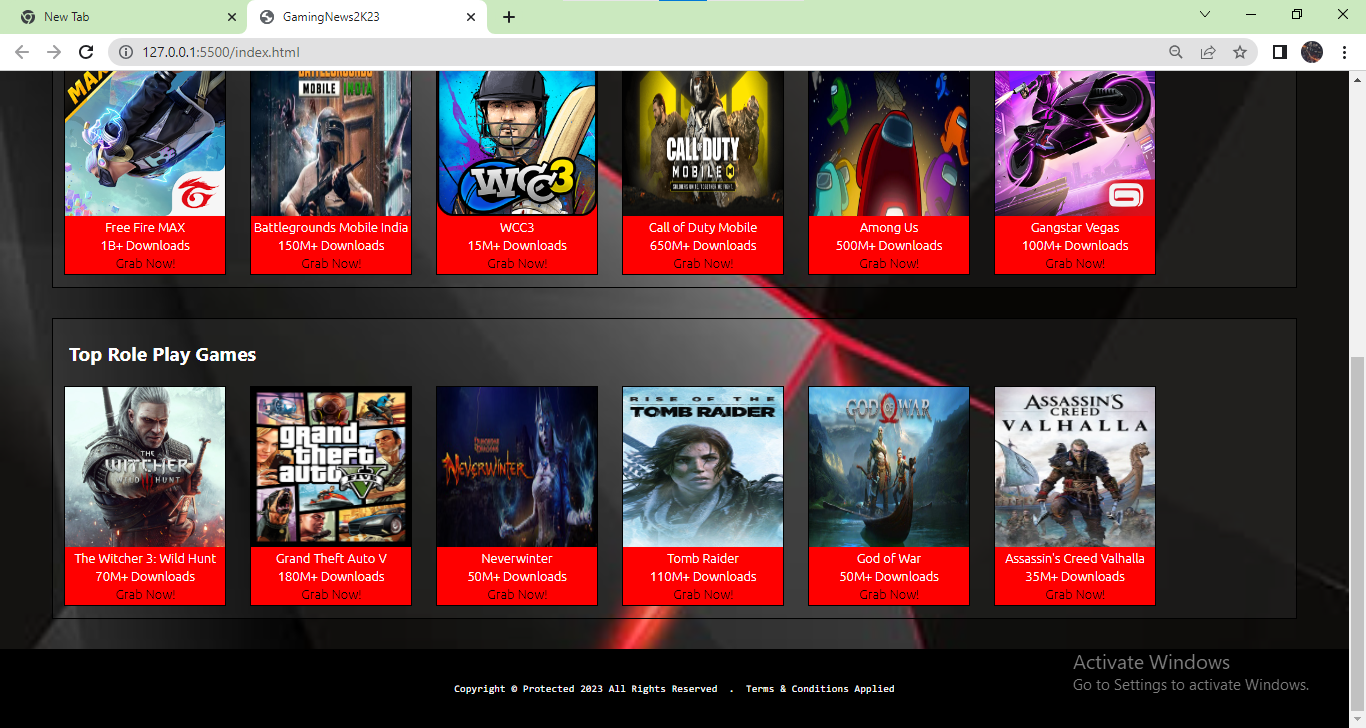 New Tab
GamingNews2K23
127.0.0.1:5500/index.html
MAX
BATTLEGROUNDS
MOBILE INDIA
WCC3
CALL OF DUTY
MOBILE
Free Fire MAX
1B+ Downloads
Grab Now!
Battlegrounds Mobile India
150M+ Downloads
Grab Now!
WCC3
15M+ Downloads
Grab Now!
Call of Duty Mobile
650M+ Downloads
Grab Now!
Among Us
500M+ Downloads
Grab Now!
Gangstar Vegas
100M+ Downloads
Grab Now!
Top Role Play Games
THE
WITCHER
WILD HUNT
grand
theft
auto V
FIVE
DUNGEONS & DRAGONS
NEVERWINTER
RISE OF THE
TOMB RAIDER
GOD OF WAR
ASSASSIN'S
CREED
VALHALLA
The Witcher 3: Wild Hunt
70M+ Downloads
Grab Now!
Grand Theft Auto V
180M+ Downloads
Grab Now!
Neverwinter
50M+ Downloads
Grab Now!
Tomb Raider
110M+ Downloads
Grab Now!
God of War
50M+ Downloads
Grab Now!
Assassin's Creed Valhalla
35M+ Downloads
Grab Now!
Copyright © Protected 2023 All Rights Reserved . Terms & Conditions Applied
Activate Windows
Go to Settings to activate Windows.